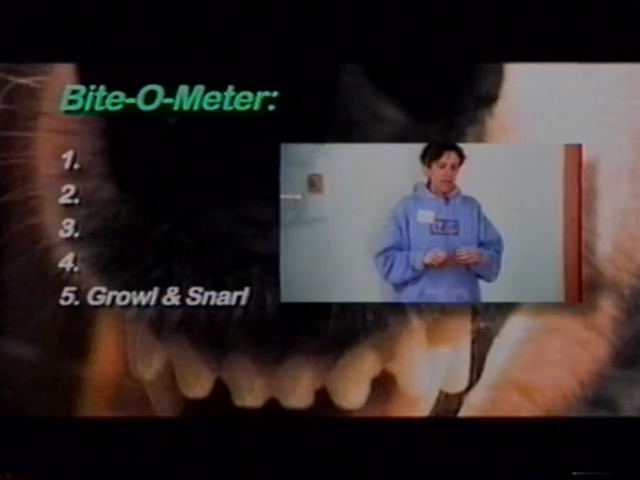 Bite-O-Meter:
1.
2.
3.
4.
5. Growl & Snarl